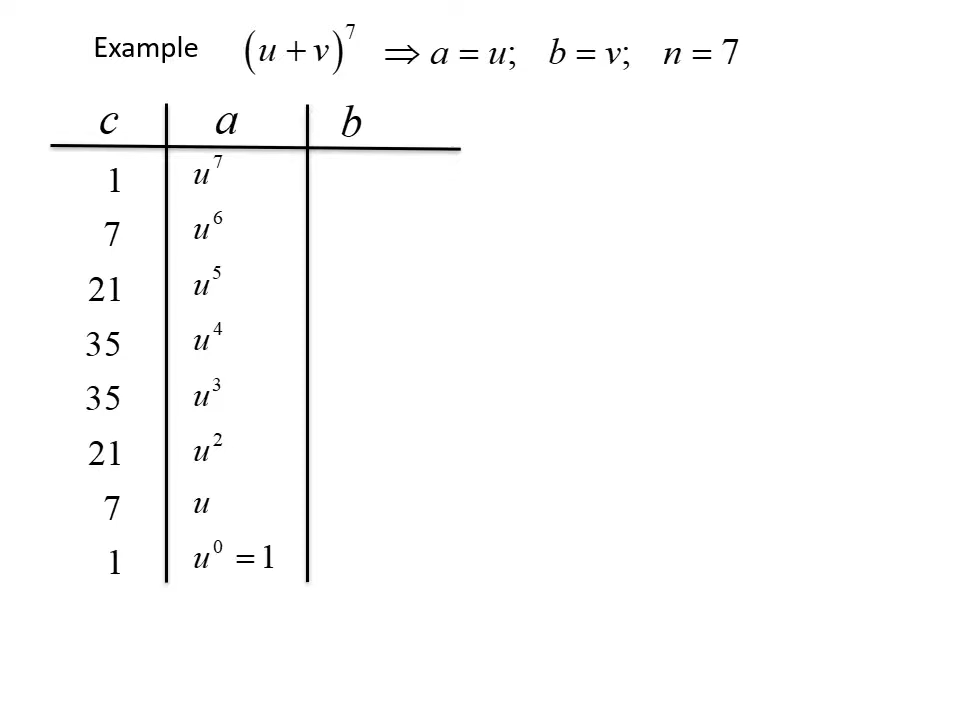 Example (u + v)^7 ⇒ a = u; b = v; n = 7
c a b
1 u^7
7 u^6
21 u^5
35 u^4
35 u^3
21 u^2
7 u
1 u^0 = 1